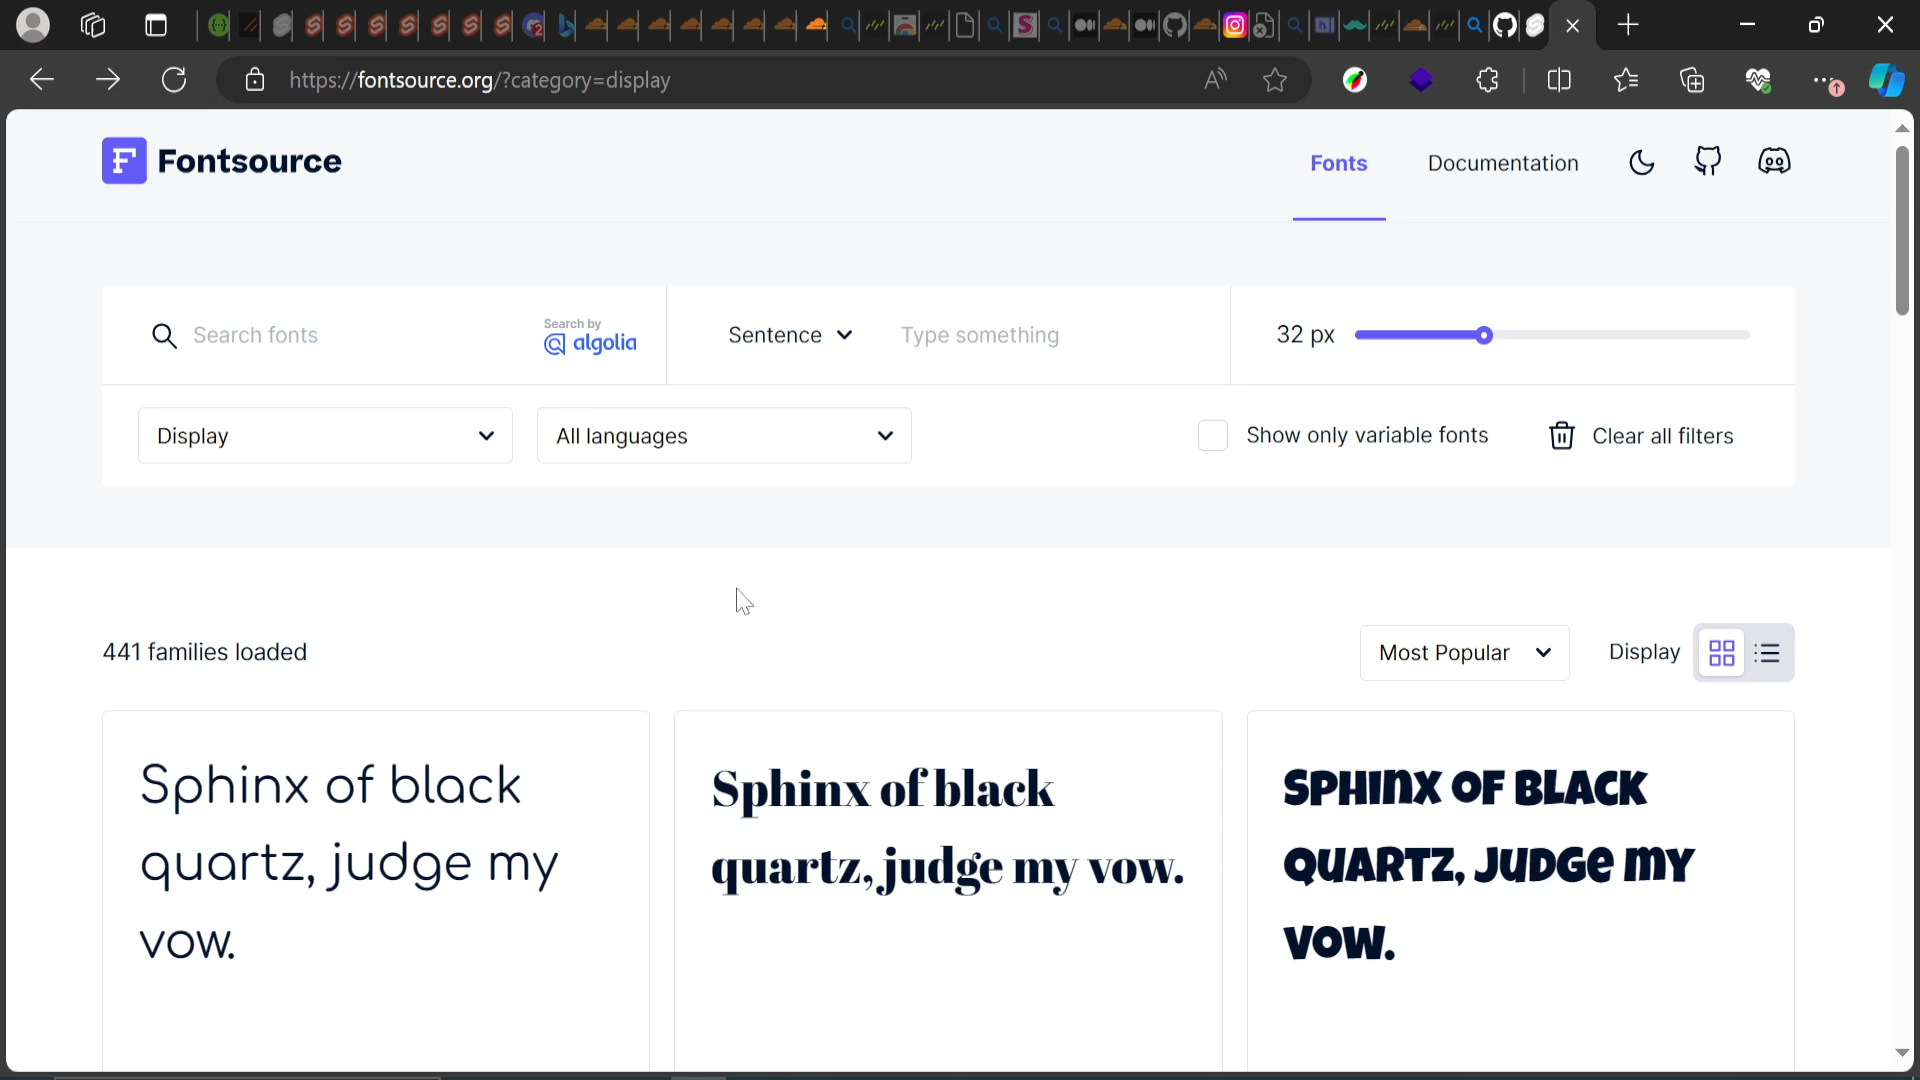 https://fontsource.org/?category=display
Fontsource
Fonts
Documentation
Search fonts
Search by
algolia
Sentence
Type something
32 px
Display
All languages
Show only variable fonts
Clear all filters
441 families loaded
Most Popular
Display
Sphinx of black
quartz, judge my
vow.
Sphinx of black
quartz, judge my vow.
Sphinx of black
quartz, judge my
vow.